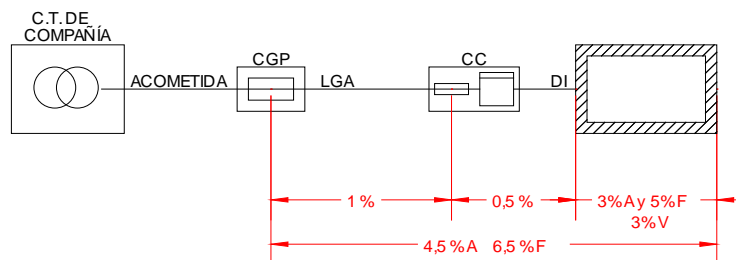 C.T. DE
COMPAÑÍA
ACOMETIDA
CGP
LGA
CC
DI
1 %
0,5 %
3%A y 5%F
3%V
4,5 %A 6,5 %F